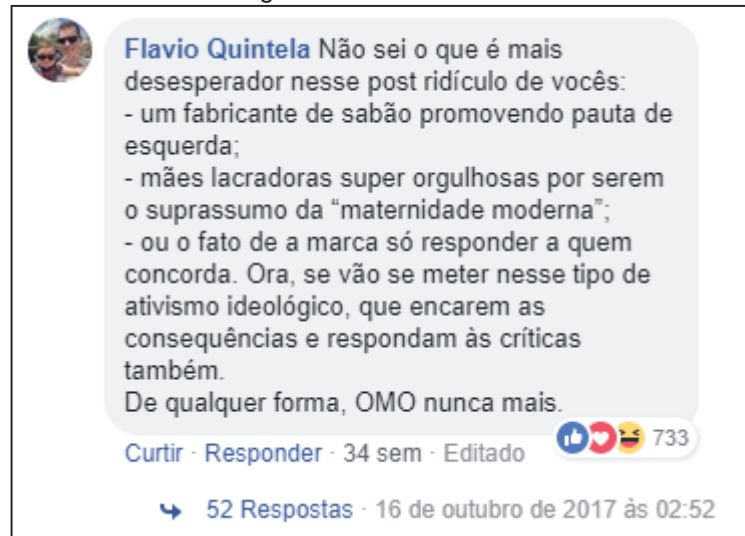 Flavio Quintela Não sei o que é mais
desesperador nesse post ridículo de vocês:
- um fabricante de sabão promovendo pauta de
esquerda;
- mães lacradoras super orgulhosas por serem
o suprassumo da “maternidade moderna”;
- ou o fato de a marca só responder a quem
concorda. Ora, se vão se meter nesse tipo de
ativismo ideológico, que encarem as
consequências e respondam às críticas
também.
De qualquer forma, OMO nunca mais.
733
Curtir · Responder · 34 sem · Editado
52 Respostas · 16 de outubro de 2017 às 02:52